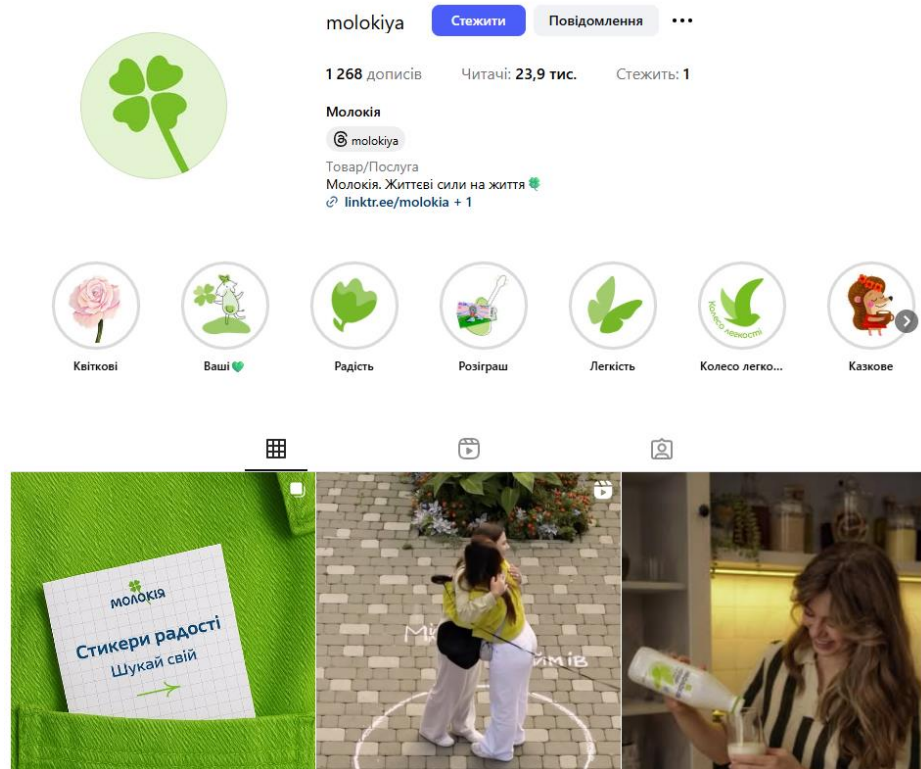 molokiya Стежити Повідомлення
1 268 дописів Читачі: 23,9 тис. Стежить: 1
Молокія
molokiya
Товар/Послуга
Молокія. Життєві сили на життя
linktr.ee/molokia + 1
Колесо легкості
Квіткові Ваші Радість Розіграш Легкість Колесо легко... Казкове
МОЛОКІЯ
Стикери радості
Шукай свій